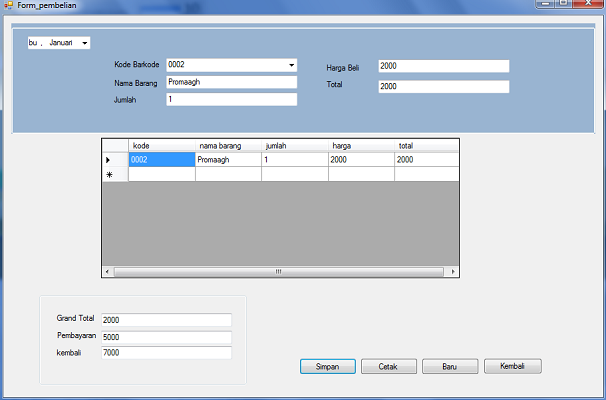 Form_pembelian
bu , Januari
Kode Barkode 0002 Harga Beli 2000
Nama Barang Promaagh Total 2000
Jumlah 1
kode nama barang jumlah harga total
0002 Promaagh 1 2000 2000
Grand Total 2000
Pembayaran 5000
kembali 7000
Simpan Cetak Baru Kembali